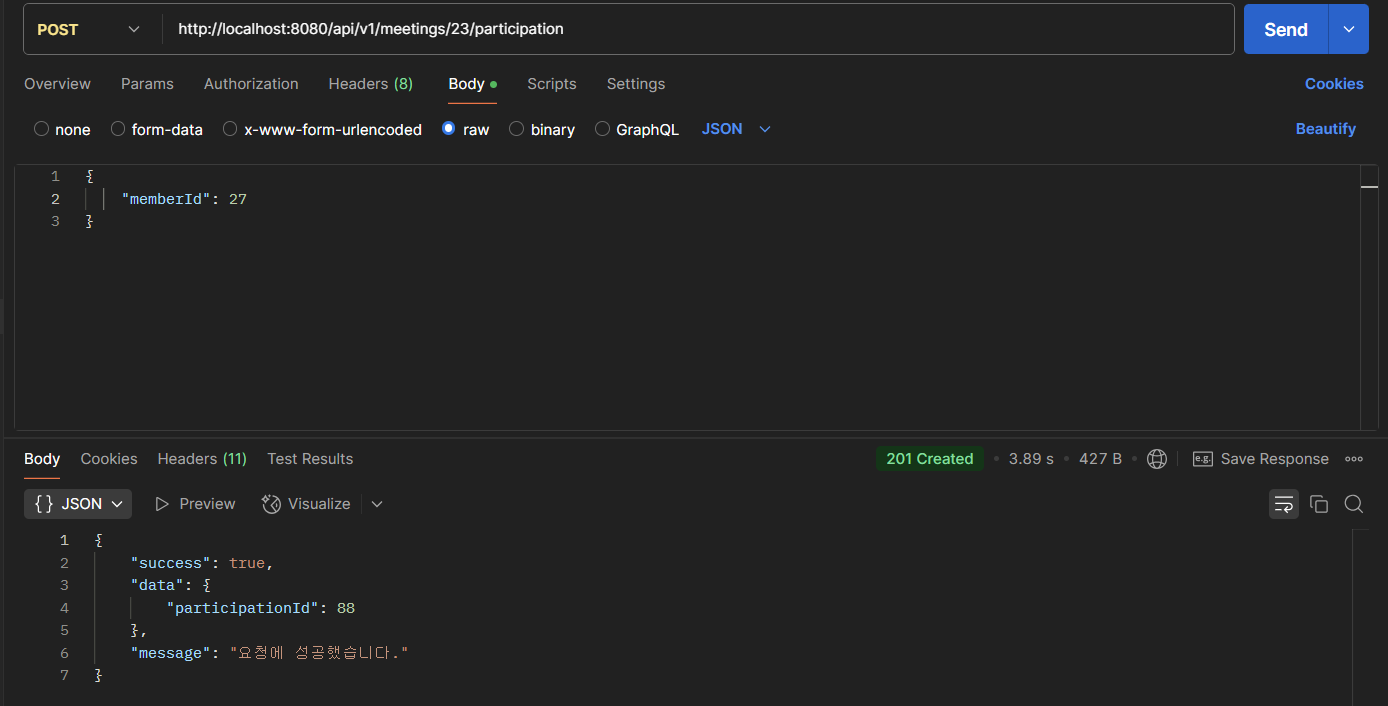 POST http://localhost:8080/api/v1/meetings/23/participation Send
Overview Params Authorization Headers (8) Body Scripts Settings Cookies
none form-data x-www-form-urlencoded raw binary GraphQL JSON Beautify
1 {
2 "memberId": 27
3 }
Body Cookies Headers (11) Test Results 201 Created • 3.89 s • 427 B • e.g. Save Response
{} JSON Preview Visualize
1 {
2 "success": true,
3 "data": {
4 "participationId": 88
5 },
6 "message": "요청에 성공했습니다."
7 }